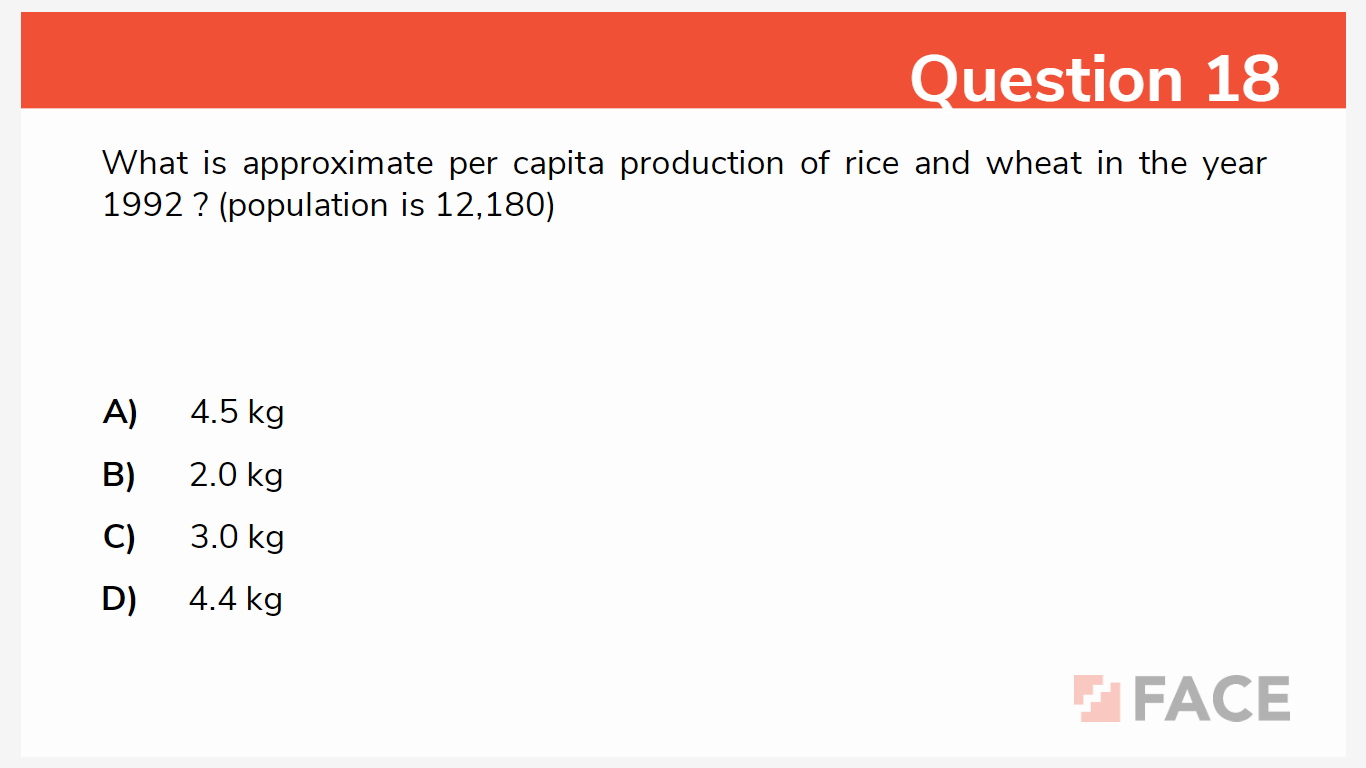 Question 18
What is approximate per capita production of rice and wheat in the year
1992 ? (population is 12,180)
A) 4.5 kg
B) 2.0 kg
C) 3.0 kg
D) 4.4 kg
FACE